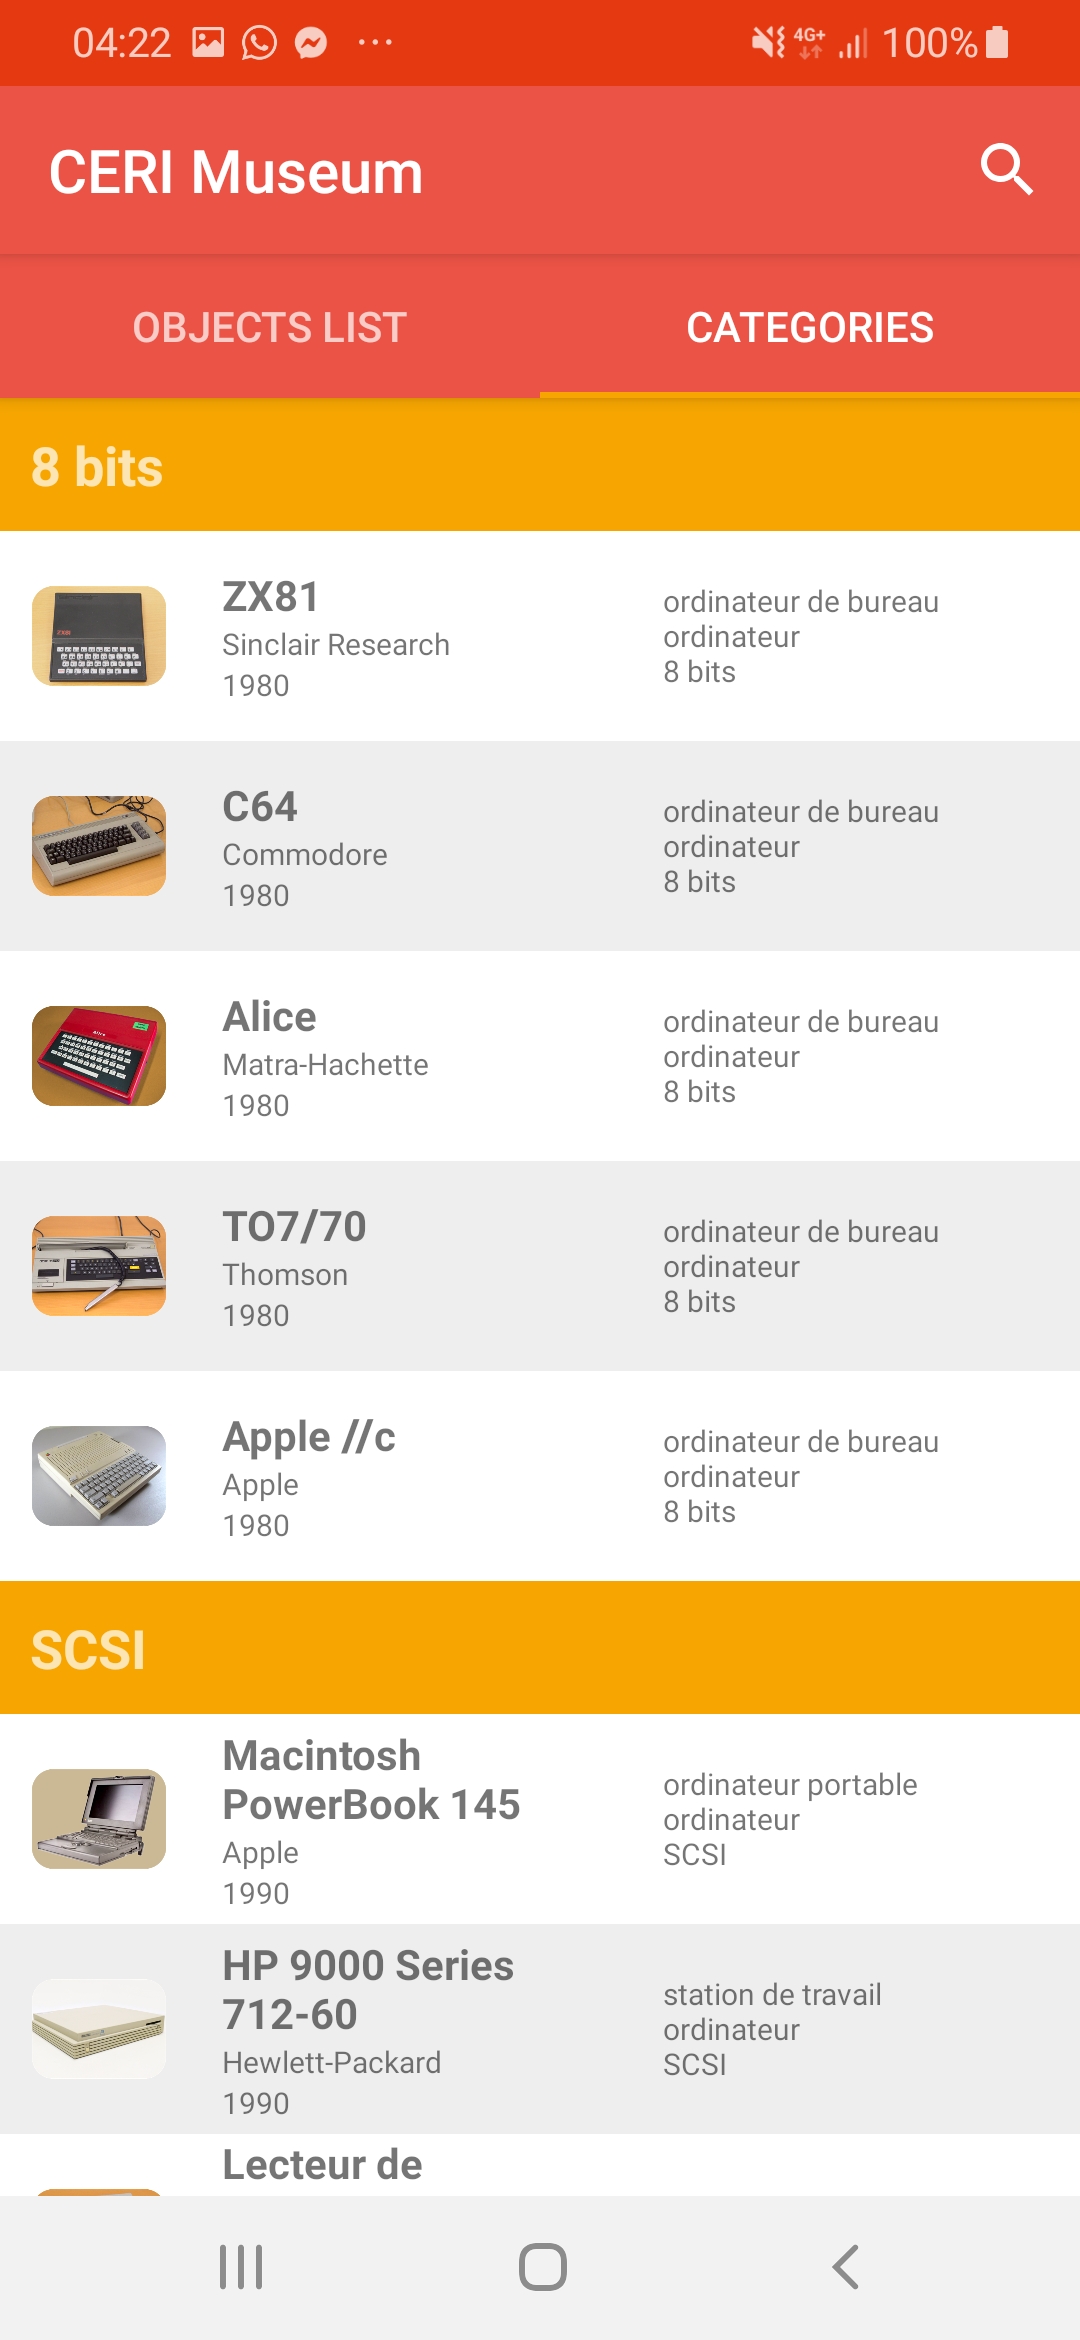 04:22
4G+
100%
CERI Museum
OBJECTS LIST
CATEGORIES
8 bits
ZX81
Sinclair Research
1980
ordinateur de bureau
ordinateur
8 bits
C64
Commodore
1980
ordinateur de bureau
ordinateur
8 bits
Alice
Matra-Hachette
1980
ordinateur de bureau
ordinateur
8 bits
TO7/70
Thomson
1980
ordinateur de bureau
ordinateur
8 bits
Apple //c
Apple
1980
ordinateur de bureau
ordinateur
8 bits
SCSI
Macintosh
PowerBook 145
Apple
1990
ordinateur portable
ordinateur
SCSI
HP 9000 Series
712-60
Hewlett-Packard
1990
station de travail
ordinateur
SCSI
Lecteur de